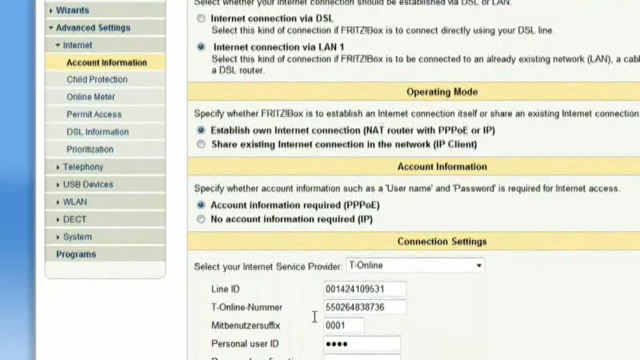 Wizards
Advanced Settings
Internet
Account Information
Child Protection
Online Meter
Permit Access
DSL Information
Prioritization
Telephony
USB Devices
WLAN
DECT
System
Programs
Select whether your Internet connection should be established via DSL or LAN.
Internet connection via DSL
Select this kind of connection if FRITZ!Box is to connect directly using your DSL line.
Internet connection via LAN 1
Select this kind of connection if FRITZ!Box is to be connected to an already existing network (LAN), a
a DSL router.
Operating Mode
Specify whether FRITZ!Box is to establish an Internet connection itself or share an existing Internet connection
Establish own Internet connection (NAT router with PPPoE or IP)
Share existing Internet connection in the network (IP Client)
Account Information
Specify whether account information such as a 'User name' and 'Password' is required for Internet access.
Account information required (PPPoE)
No account information required (IP)
Connection Settings
Select your Internet Service Provider: T-Online
Line ID 001424109531
T-Online-Nummer 550264838736
Mitbenutzersuffix 0001
Personal user ID ••••